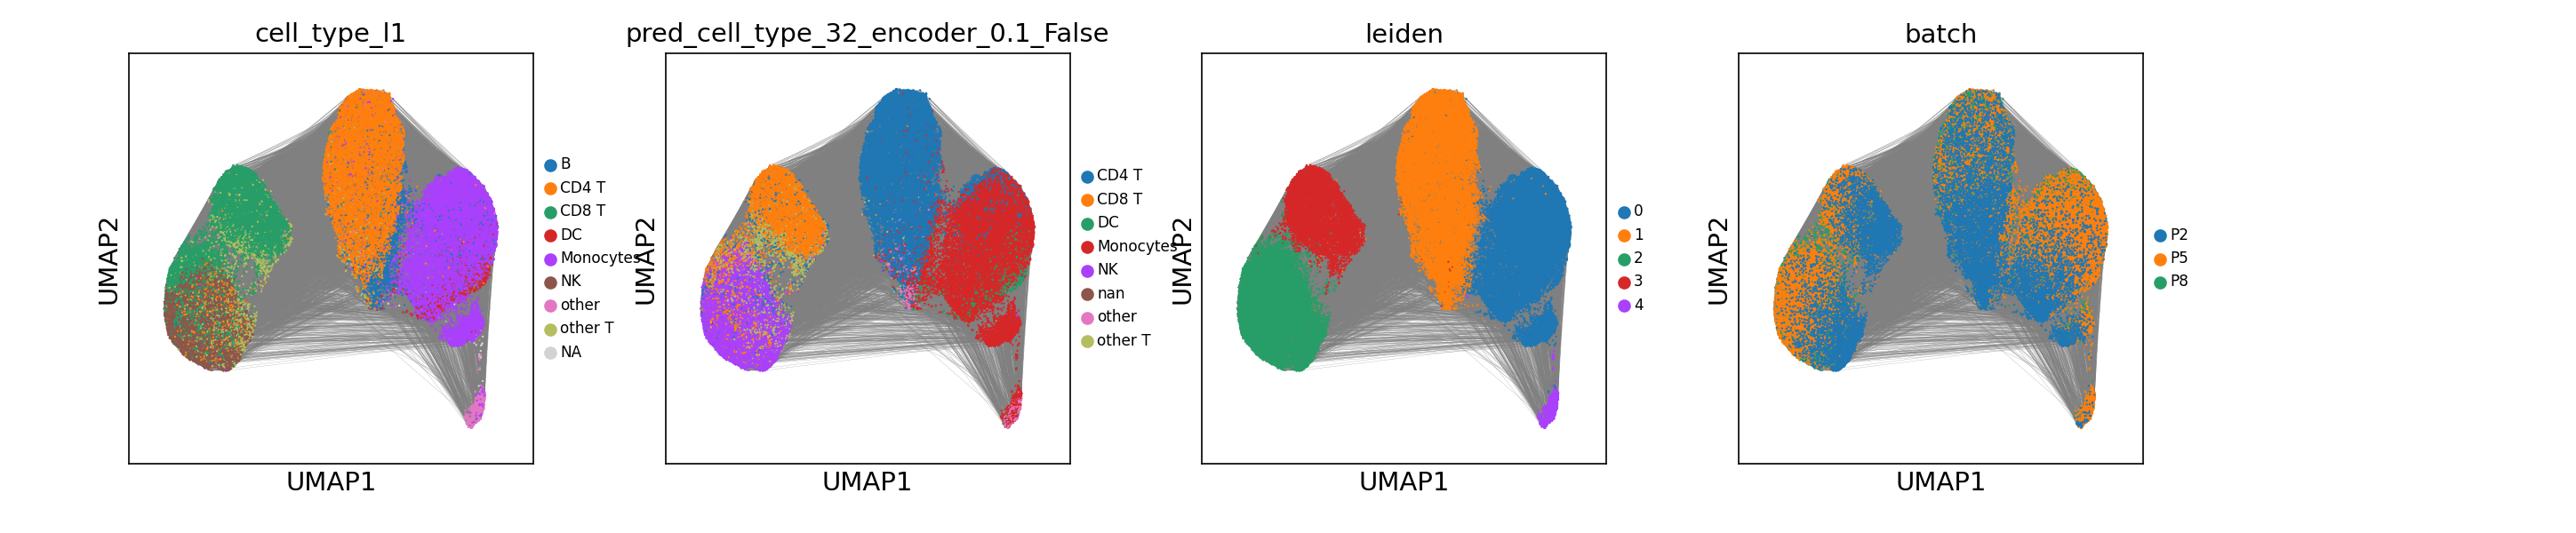 cell_type_l1
UMAP2
UMAP1
B
CD4 T
CD8 T
DC
Monocytes
NK
other
other T
NA
pred_cell_type_32_encoder_0.1_False
UMAP2
UMAP1
CD4 T
CD8 T
DC
Monocytes
NK
nan
other
other T
leiden
UMAP2
UMAP1
0
1
2
3
4
batch
UMAP2
UMAP1
P2
P5
P8